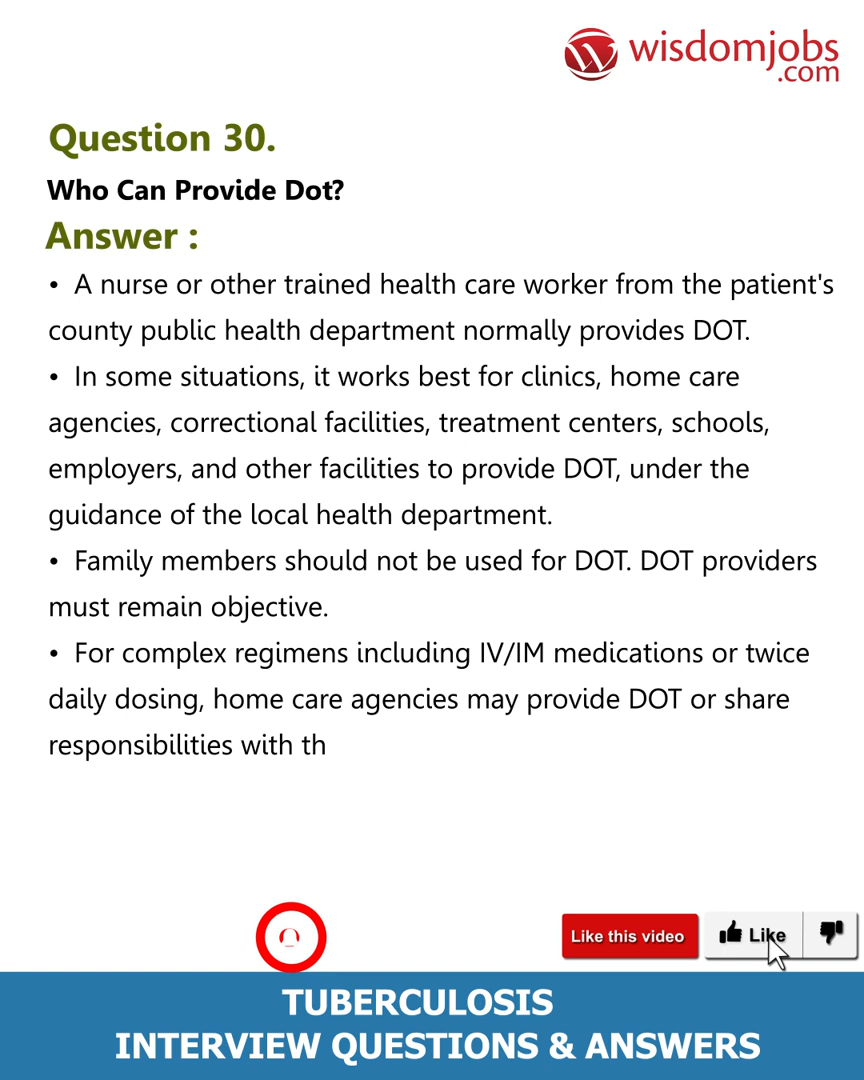 wisdomjobs
.com
Question 30.
Who Can Provide Dot?
Answer :
• A nurse or other trained health care worker from the patient's
county public health department normally provides DOT.
• In some situations, it works best for clinics, home care
agencies, correctional facilities, treatment centers, schools,
employers, and other facilities to provide DOT, under the
guidance of the local health department.
• Family members should not be used for DOT. DOT providers
must remain objective.
• For complex regimens including IV/IM medications or twice
daily dosing, home care agencies may provide DOT or share
responsibilities with th
Like this video
Like
TUBERCULOSIS
INTERVIEW QUESTIONS & ANSWERS